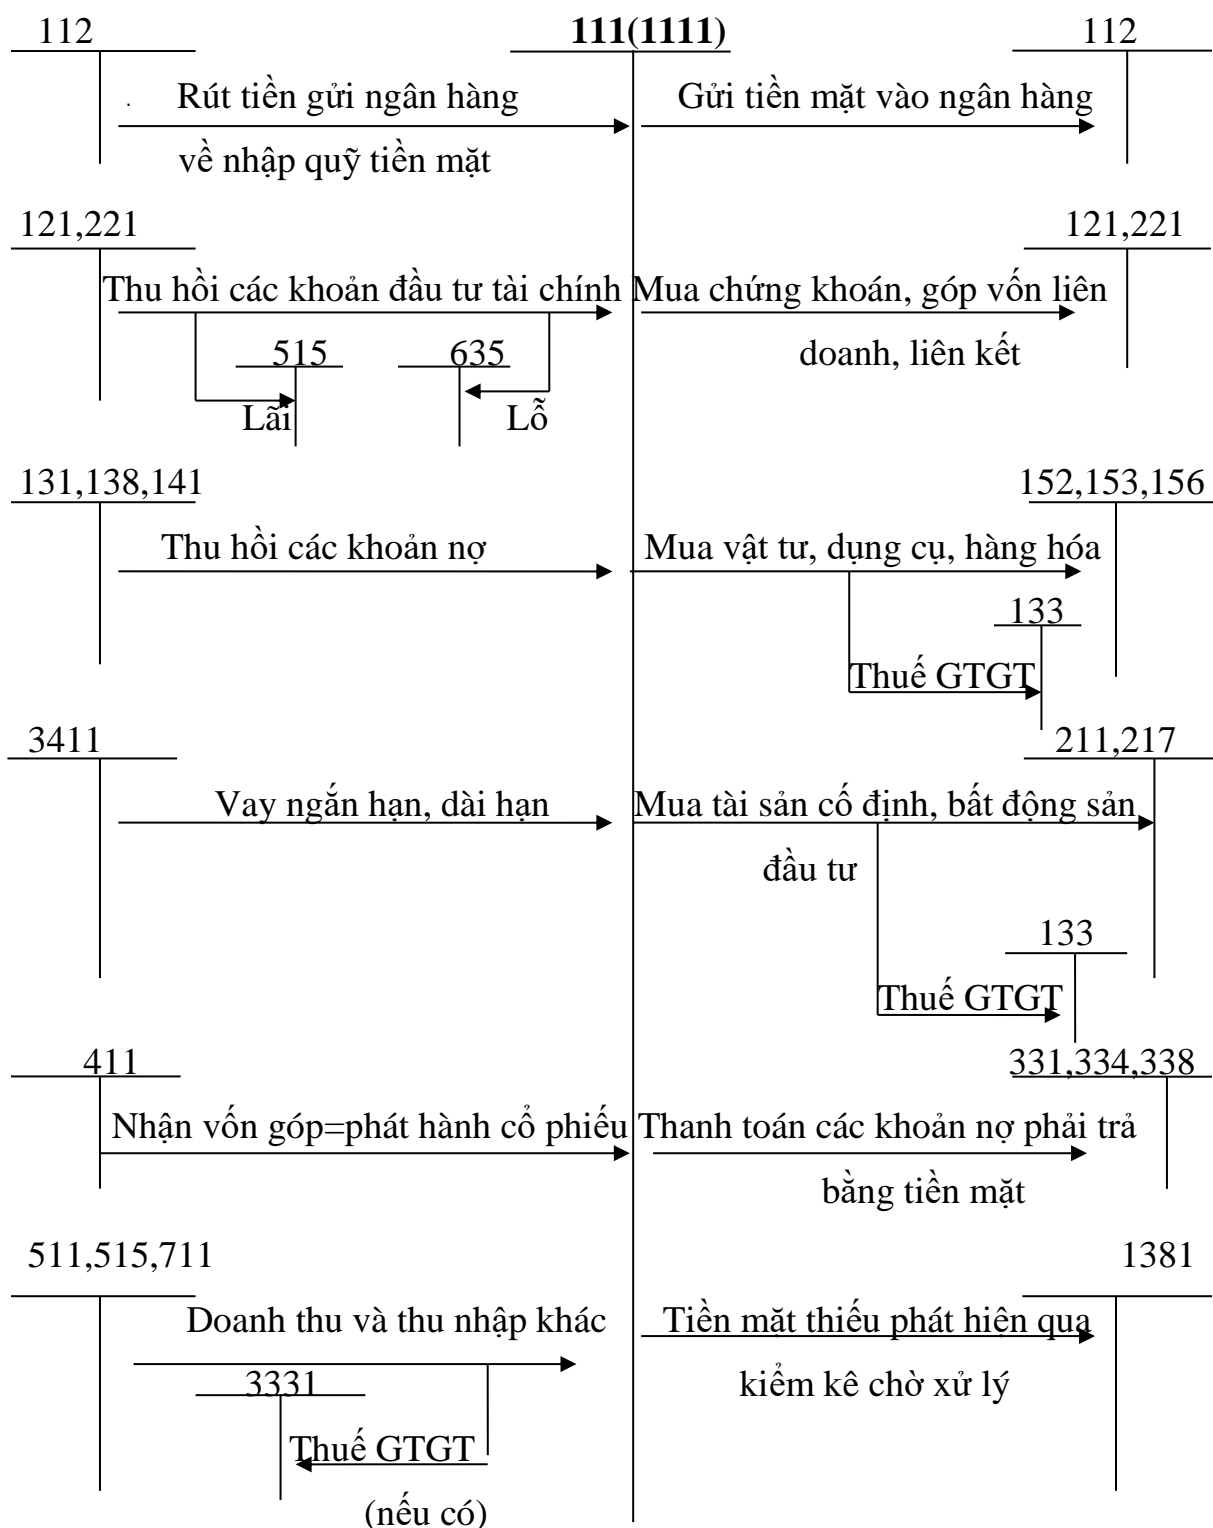 112 111(1111) 112
Rút tiền gửi ngân hàng Gửi tiền mặt vào ngân hàng
về nhập quỹ tiền mặt
121,221 121,221
Thu hồi các khoản đầu tư tài chính Mua chứng khoán, góp vốn liên
515 635 doanh, liên kết
Lãi Lỗ
131,138,141 152,153,156
Thu hồi các khoản nợ Mua vật tư, dụng cụ, hàng hóa
133
Thuế GTGT
3411 211,217
Vay ngắn hạn, dài hạn Mua tài sản cố định, bất động sản
đầu tư
133
Thuế GTGT
411 331,334,338
Nhận vốn góp=phát hành cổ phiếu Thanh toán các khoản nợ phải trả
bằng tiền mặt
511,515,711 1381
Doanh thu và thu nhập khác Tiền mặt thiếu phát hiện qua
3331 kiểm kê chờ xử lý
Thuế GTGT
(nếu có)